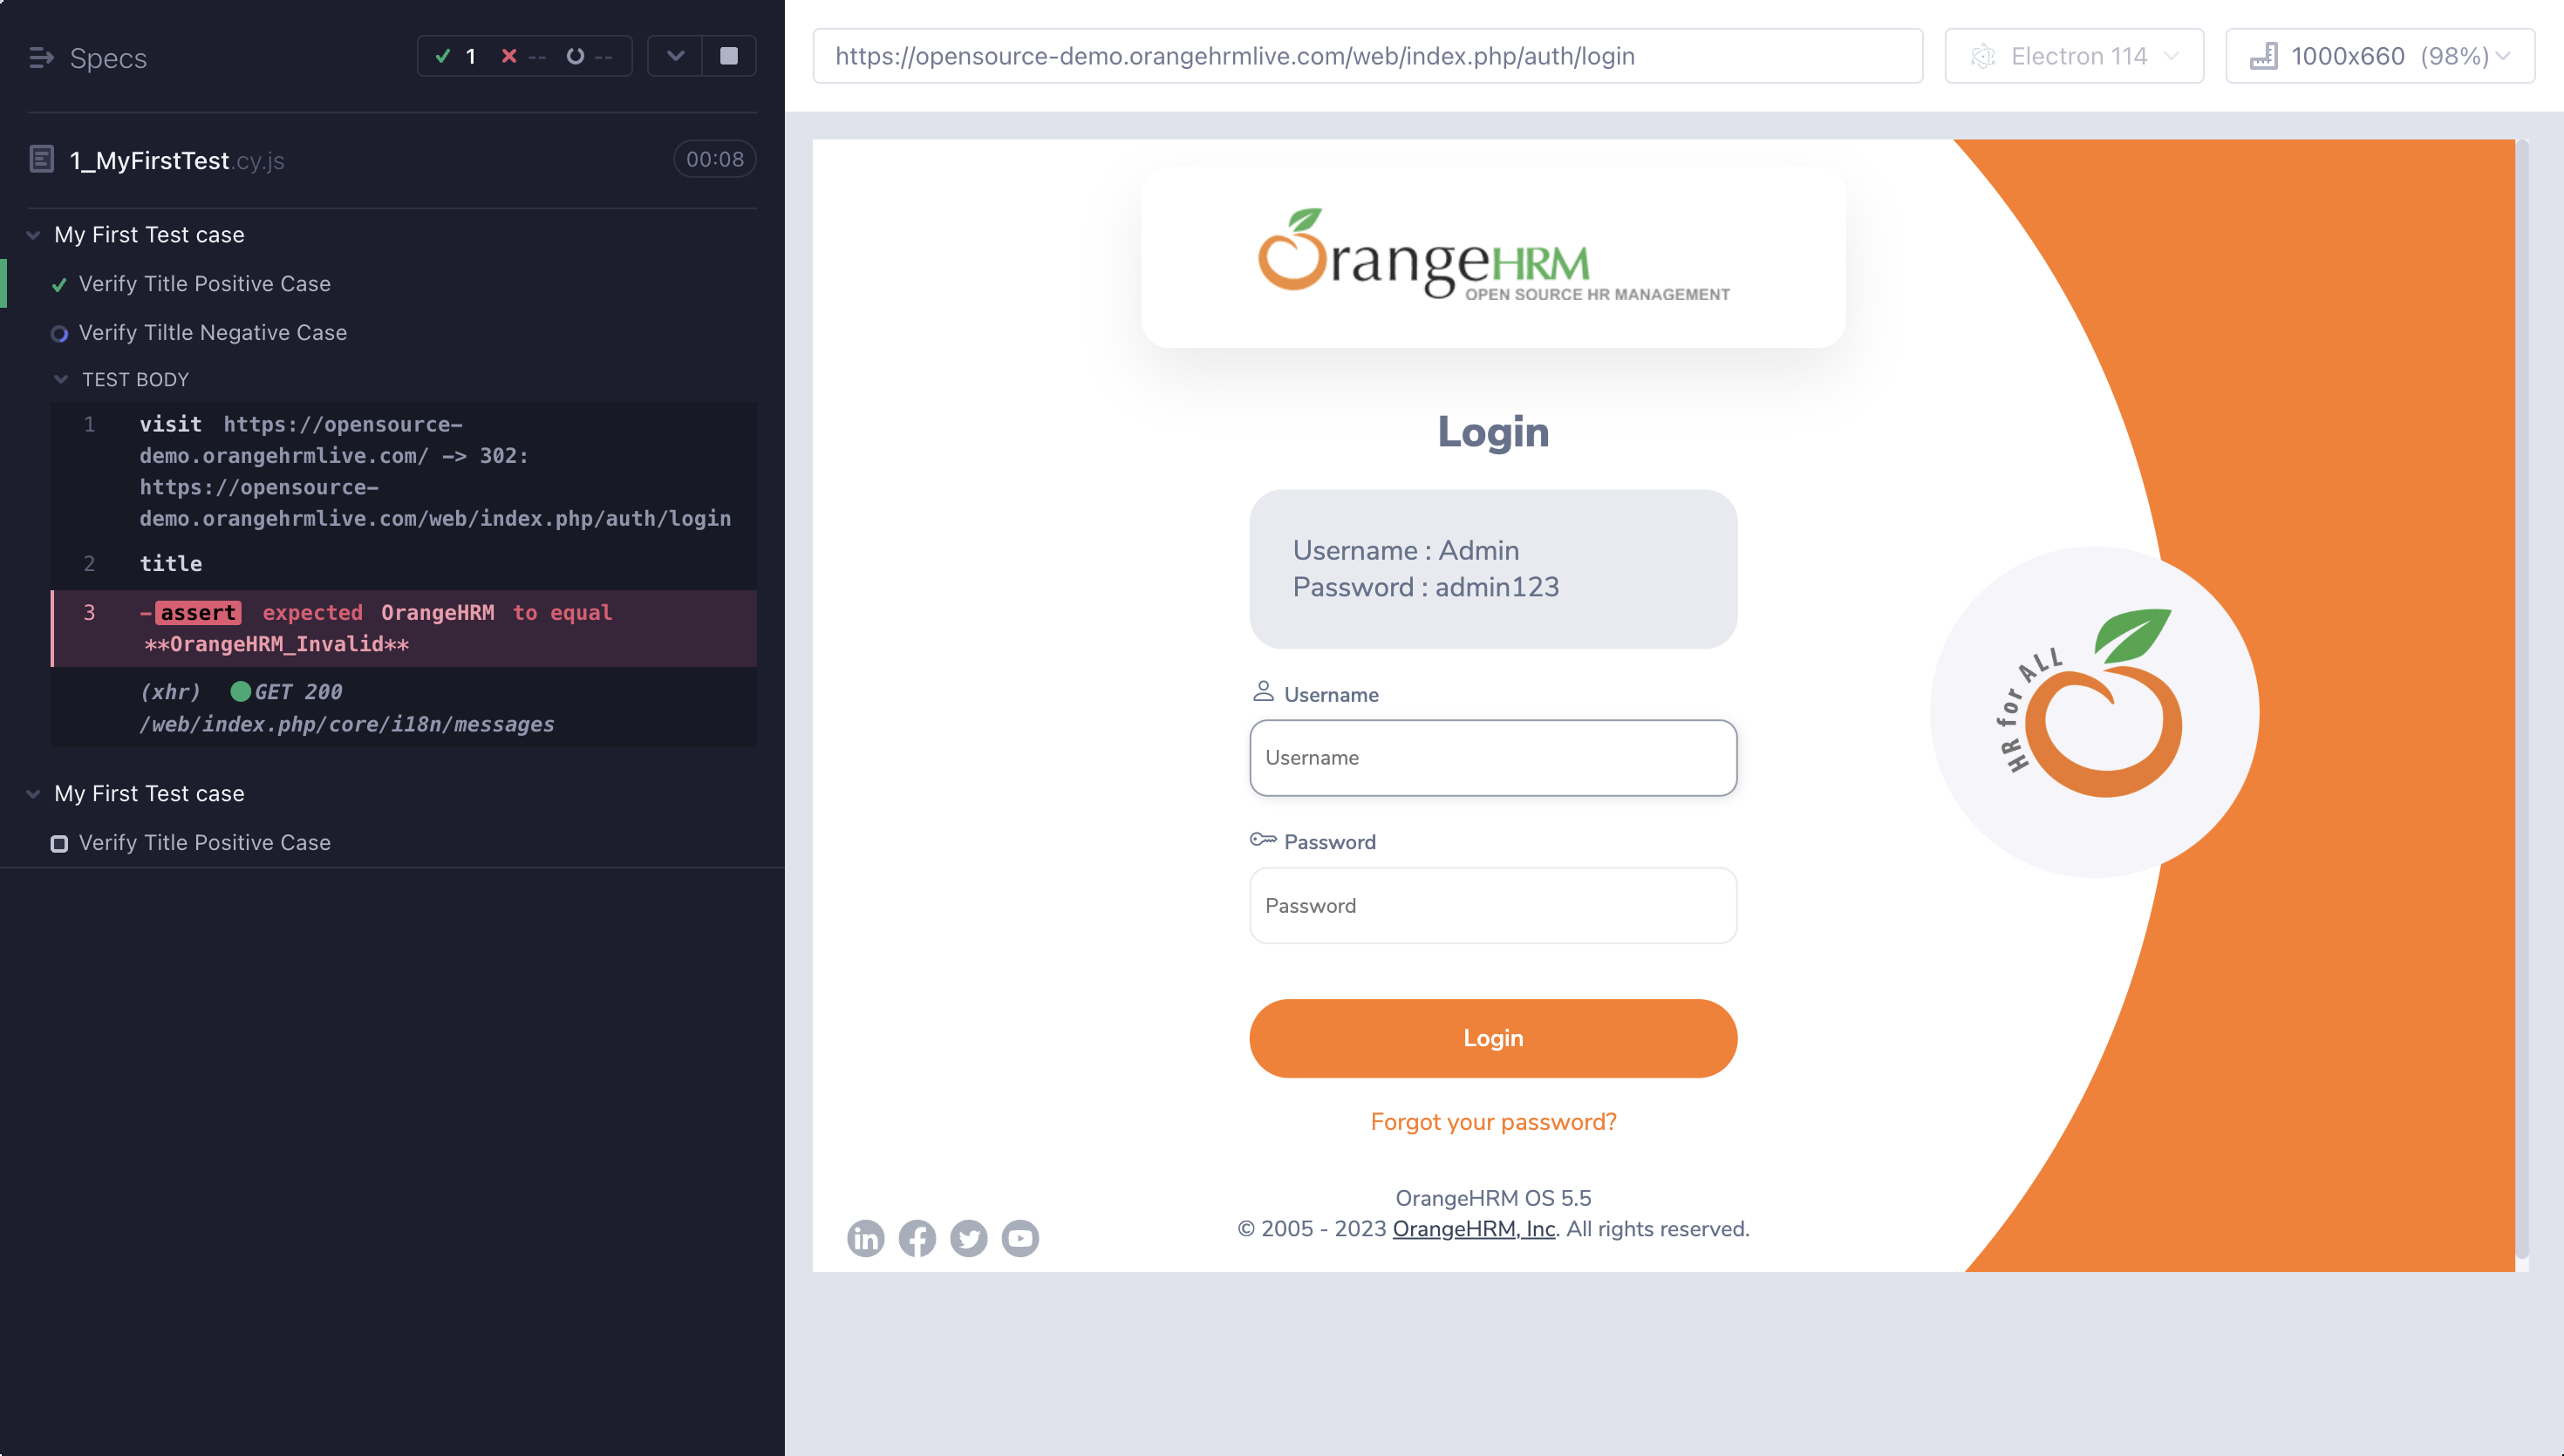 Specs
1
--
--
1_MyFirstTest.cy.js
00:08
My First Test case
Verify Title Positive Case
Verify Tiltle Negative Case
TEST BODY
1 visit https://opensource-
demo.orangehrmlive.com/ -> 302:
https://opensource-
demo.orangehrmlive.com/web/index.php/auth/login
2 title
3 -assert expected OrangeHRM to equal
**OrangeHRM_Invalid**
(xhr) GET 200
/web/index.php/core/i18n/messages
My First Test case
Verify Title Positive Case
https://opensource-demo.orangehrmlive.com/web/index.php/auth/login
Electron 114
1000x660 (98%)
OrangeHRM
OPEN SOURCE HR MANAGEMENT
Login
Username : Admin
Password : admin123
Username
Username
Password
Password
Login
Forgot your password?
OrangeHRM OS 5.5
© 2005 - 2023 OrangeHRM, Inc. All rights reserved.
HR for ALL